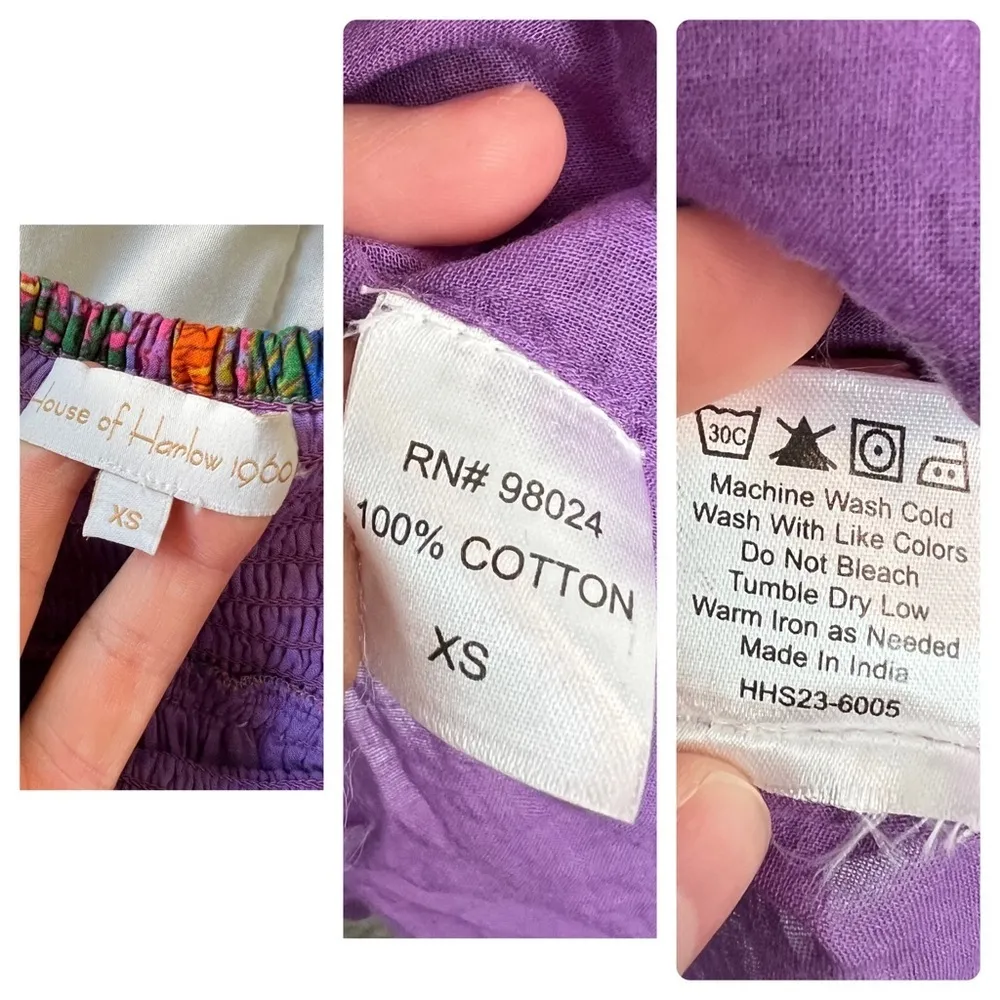 House of Harlow 1960
XS
RN# 98024
100% COTTON
XS
30C
Machine Wash Cold
Wash With Like Colors
Do Not Bleach
Tumble Dry Low
Warm Iron as Needed
Made In India
HHS23-6005